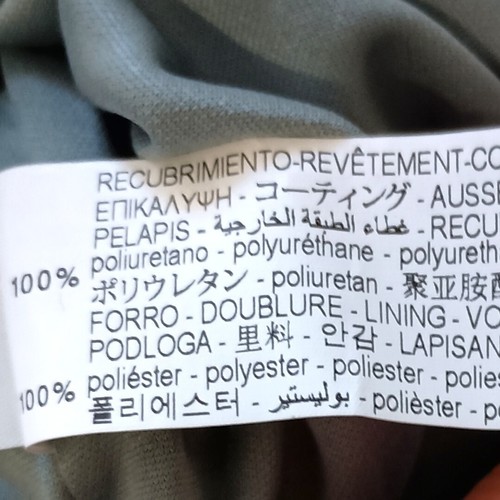 RECUBRIMIENTO-REVÊTEMENT-CO
ΕΠΙΚΑΛΥΨΗ - コーティング - AUSSE
PELAPIS - غطاء الطبقة الخارجية - RECU
100% poliuretano - polyuréthane - polyureth
ポリウレタン - poliuretan - 聚亚胺酯
FORRO - DOUBLURE - LINING - VO
PODLOGA - 里料 - 안감 - LAPISAN
100% poliéster - polyester - poliester - polies
폴리에스터 - بوليستير - polièster - p